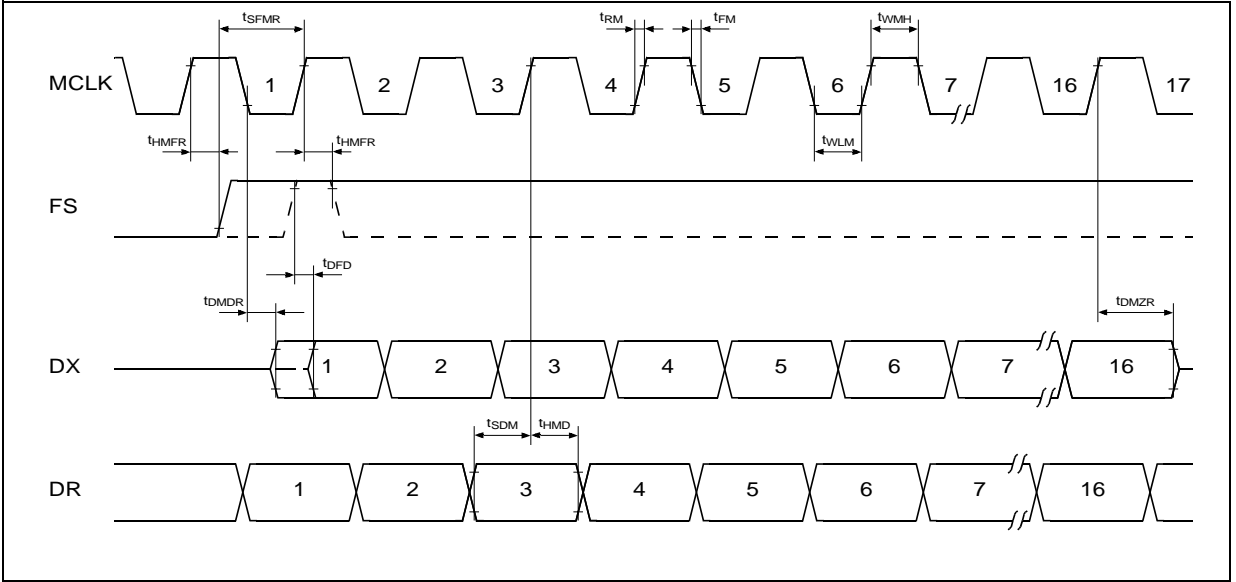 tSFMR tRM tFM tWMH
MCLK 1 2 3 4 5 6 7 16 17
tHMFR tHMFR tWLM
FS
tDFD
tDMDR tDMZR
DX 1 2 3 4 5 6 7 16
tSDM tHMD
DR 1 2 3 4 5 6 7 16